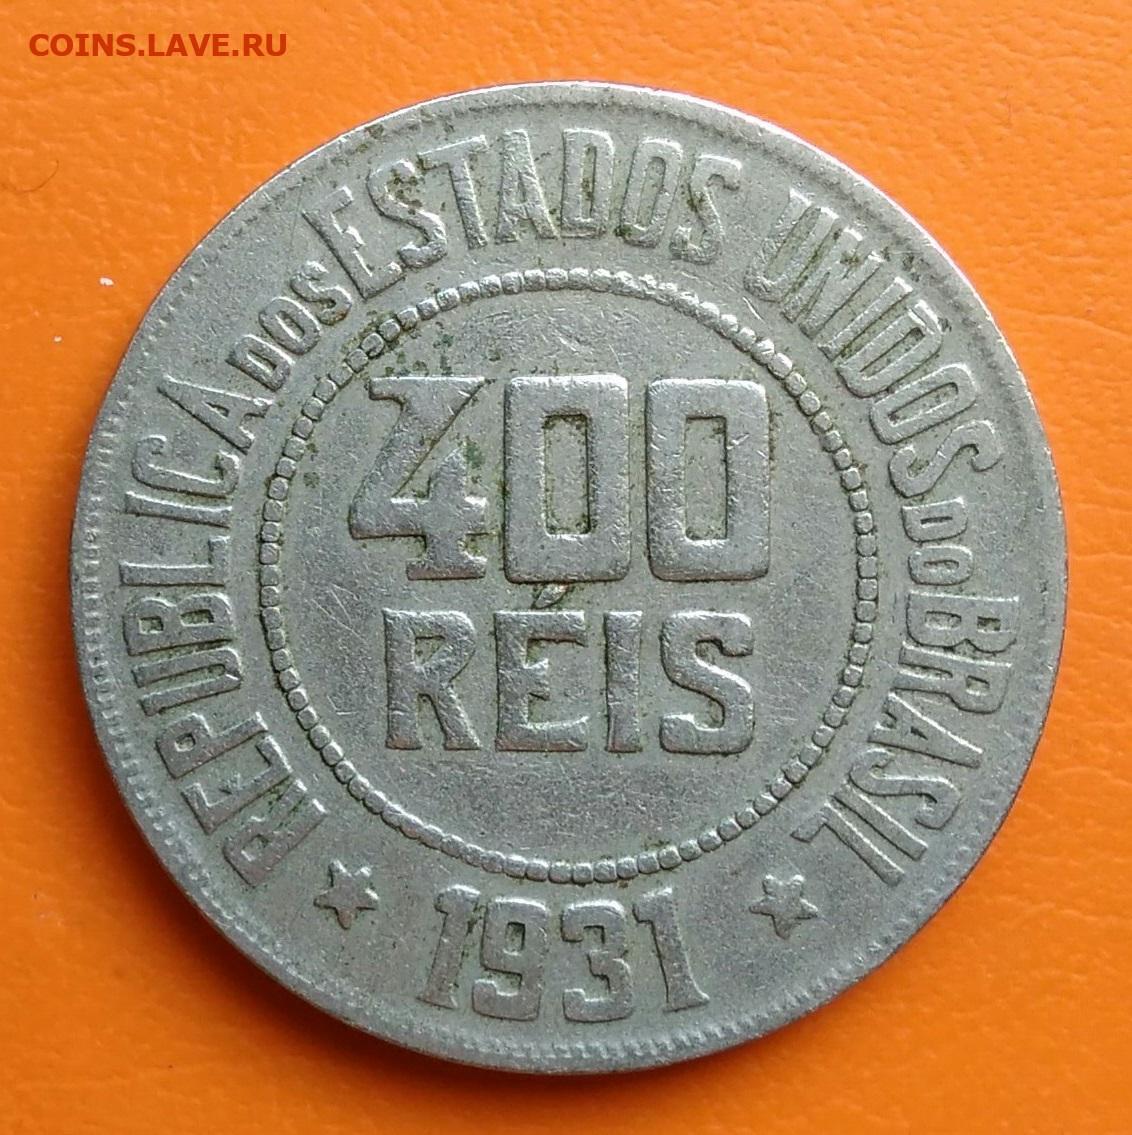 COINS.LAVE.RU
REPUBLICA DOS ESTADOS UNIDOS DO BRASIL
400
RÉIS
★ 1931 ★